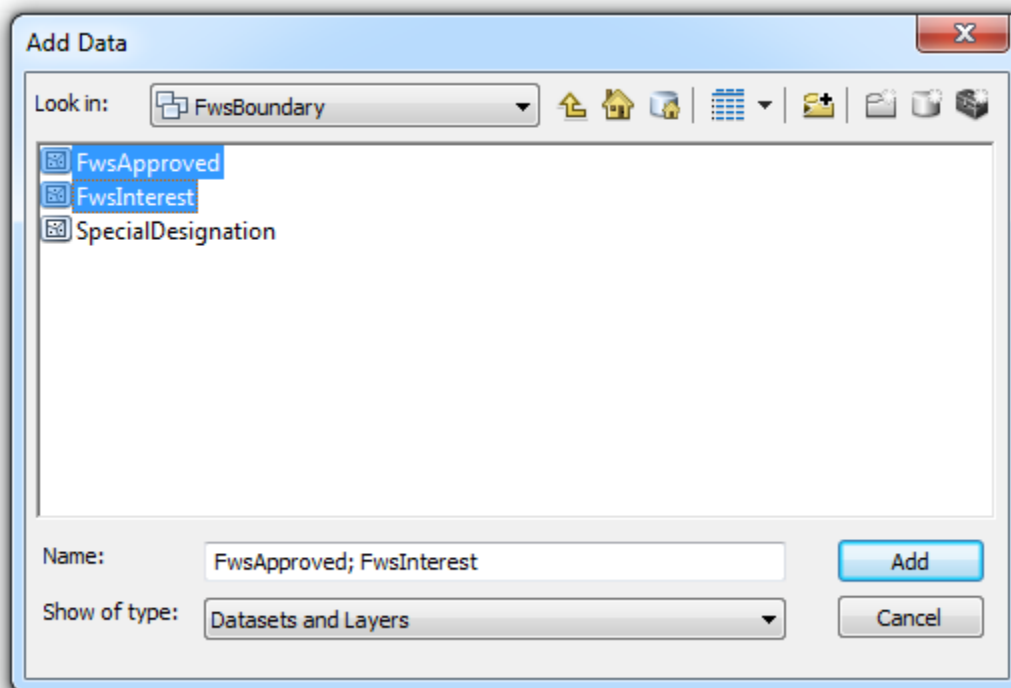 Add Data
Look in: FwsBoundary
FwsApproved
FwsInterest
SpecialDesignation
Name: FwsApproved; FwsInterest Add
Show of type: Datasets and Layers Cancel